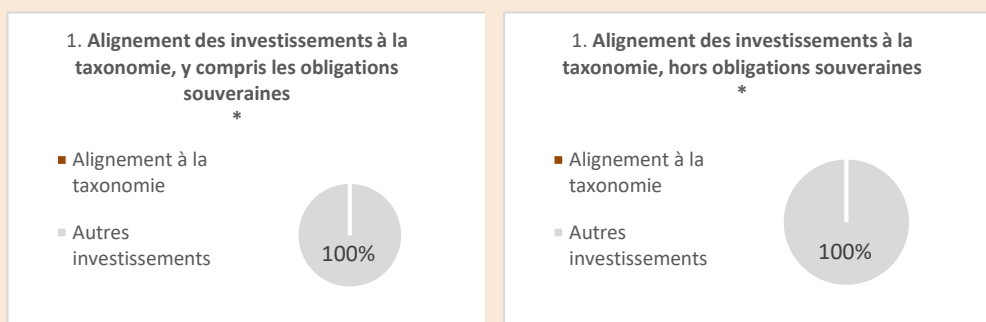 1. Alignement des investissements à la
taxonomie, y compris les obligations
souveraines
*
Alignement à la
taxonomie
Autres
investissements
100%
1. Alignement des investissements à la
taxonomie, hors obligations souveraines
*
Alignement à la
taxonomie
Autres
investissements
100%